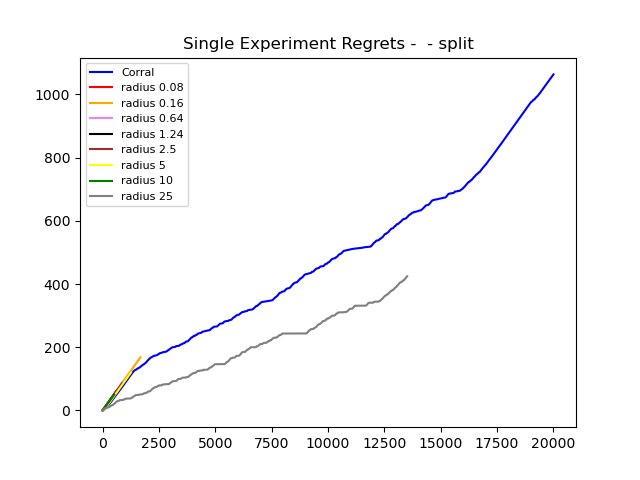 Single Experiment Regrets -  - split
Corral
radius 0.08
radius 0.16
radius 0.64
radius 1.24
radius 2.5
radius 5
radius 10
radius 25
1000
800
600
400
200
0
0 2500 5000 7500 10000 12500 15000 17500 20000